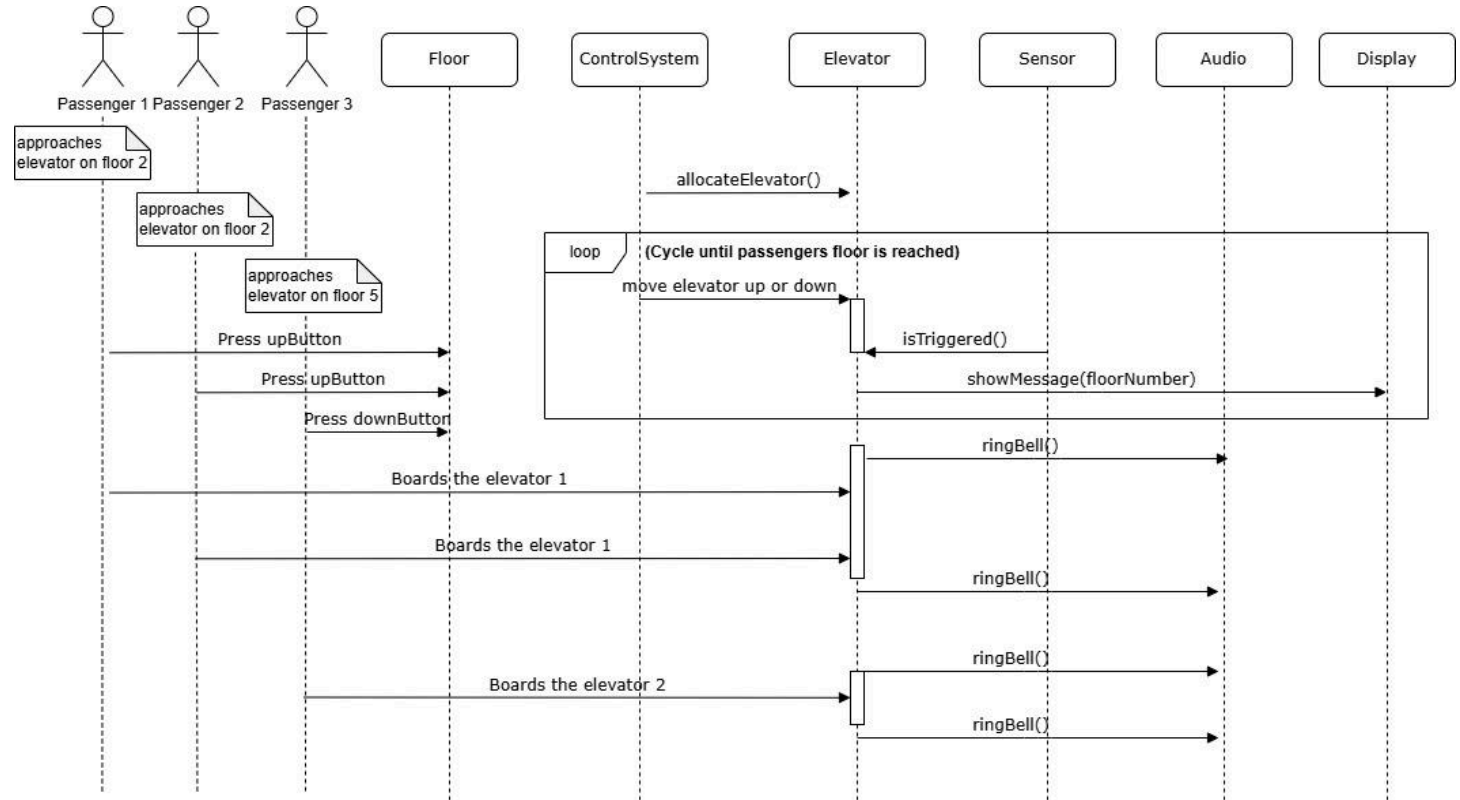 Floor
ControlSystem
Elevator
Sensor
Audio
Display
Passenger 1
Passenger 2
Passenger 3
approaches
elevator on floor 2
allocateElevator()
approaches
elevator on floor 2
loop
(Cycle until passengers floor is reached)
approaches
elevator on floor 5
move elevator up or down
Press upButton
isTriggered()
Press upButton
showMessage(floorNumber)
Press downButton
ringBell()
Boards the elevator 1
Boards the elevator 1
ringBell()
ringBell()
Boards the elevator 2
ringBell()